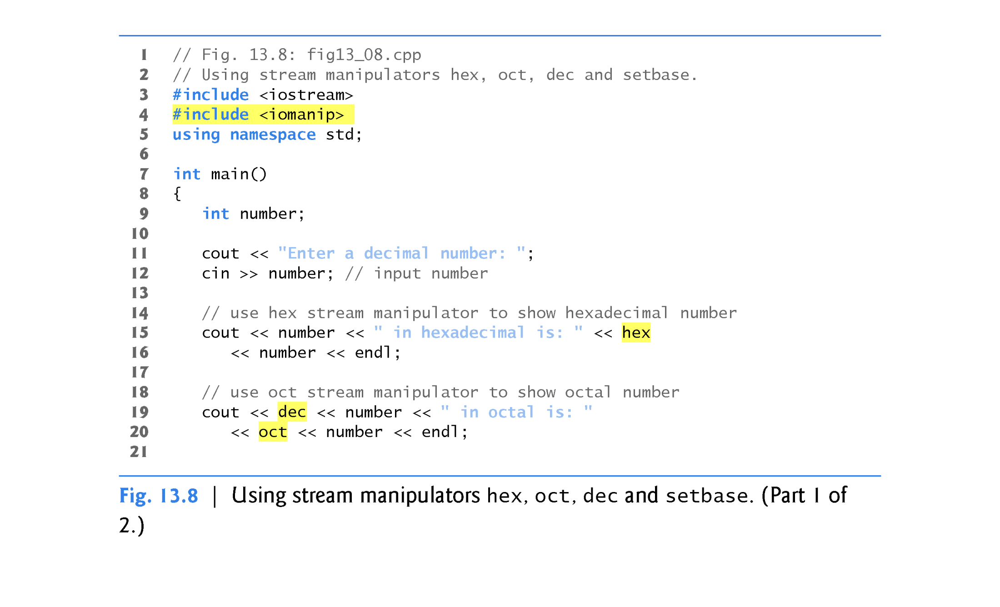 1 // Fig. 13.8: fig13_08.cpp
2 // Using stream manipulators hex, oct, dec and setbase.
3 #include <iostream>
4 #include <iomanip>
5 using namespace std;
6
7 int main()
8 {
9    int number;
10
11    cout << "Enter a decimal number: ";
12    cin >> number; // input number
13
14    // use hex stream manipulator to show hexadecimal number
15    cout << number << " in hexadecimal is: " << hex
16       << number << endl;
17
18    // use oct stream manipulator to show octal number
19    cout << dec << number << " in octal is: "
20       << oct << number << endl;
21
Fig. 13.8 | Using stream manipulators hex, oct, dec and setbase. (Part 1 of
2.)